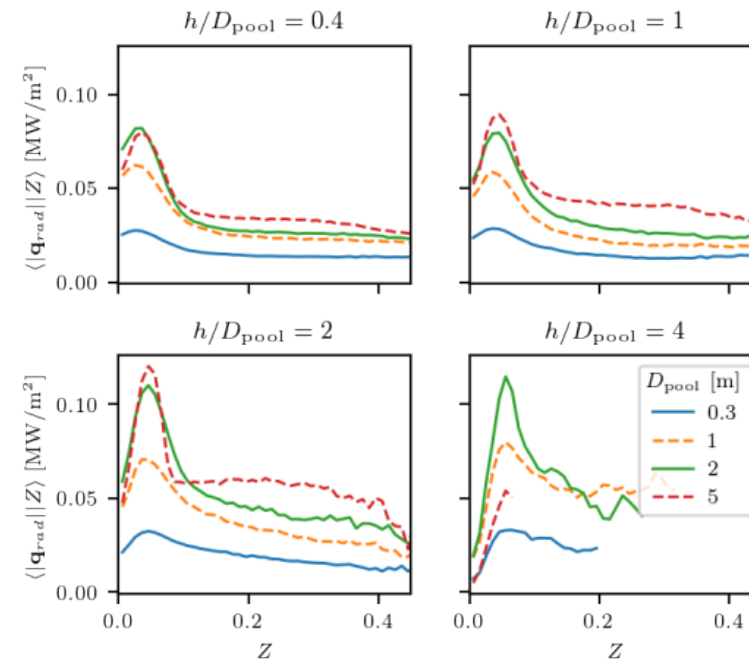 h/D_pool = 0.4
h/D_pool = 1
⟨|q_rad||Z⟩ [MW/m²]
0.10
0.05
0.00
h/D_pool = 2
h/D_pool = 4
⟨|q_rad||Z⟩ [MW/m²]
0.10
0.05
0.00
D_pool [m]
0.3
1
2
5
0.0 0.2 0.4
0.0 0.2 0.4
Z
Z